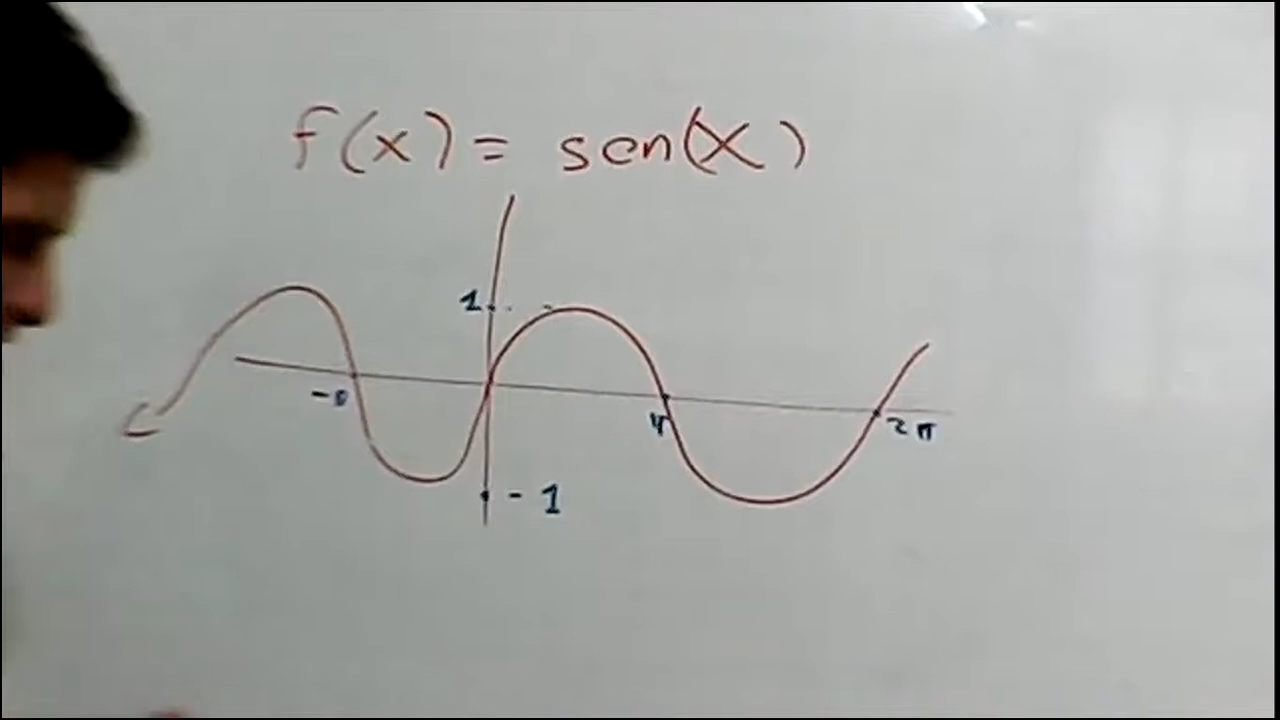 f(x) = sen(x)
1
-π π 2π
-1